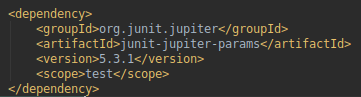 <dependency>
    <groupId>org.junit.jupiter</groupId>
    <artifactId>junit-jupiter-params</artifactId>
    <version>5.3.1</version>
    <scope>test</scope>
</dependency>